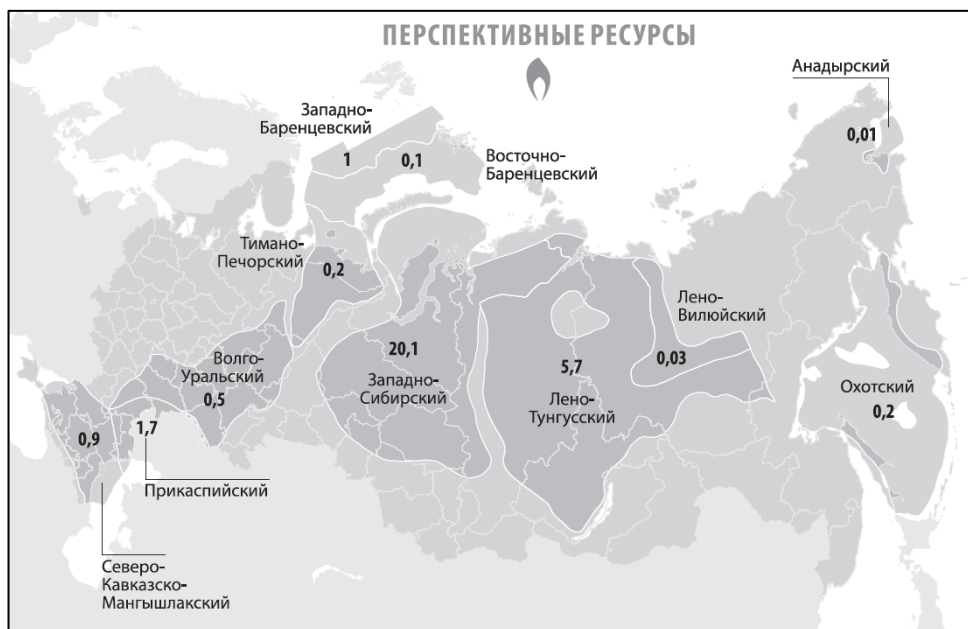 ПЕРСПЕКТИВНЫЕ РЕСУРСЫ
Анадырский
0,01
Западно-
Баренцевский
1
0,1
Восточно-
Баренцевский
Тимано-
Печорский
0,2
Лено-
Вилюйский
0,03
Волго-
Уральский
0,5
20,1
Западно-
Сибирский
5,7
Лено-
Тунгусский
Охотский
0,2
0,9
1,7
Прикаспийский
Северо-
Кавказско-
Мангышлакский